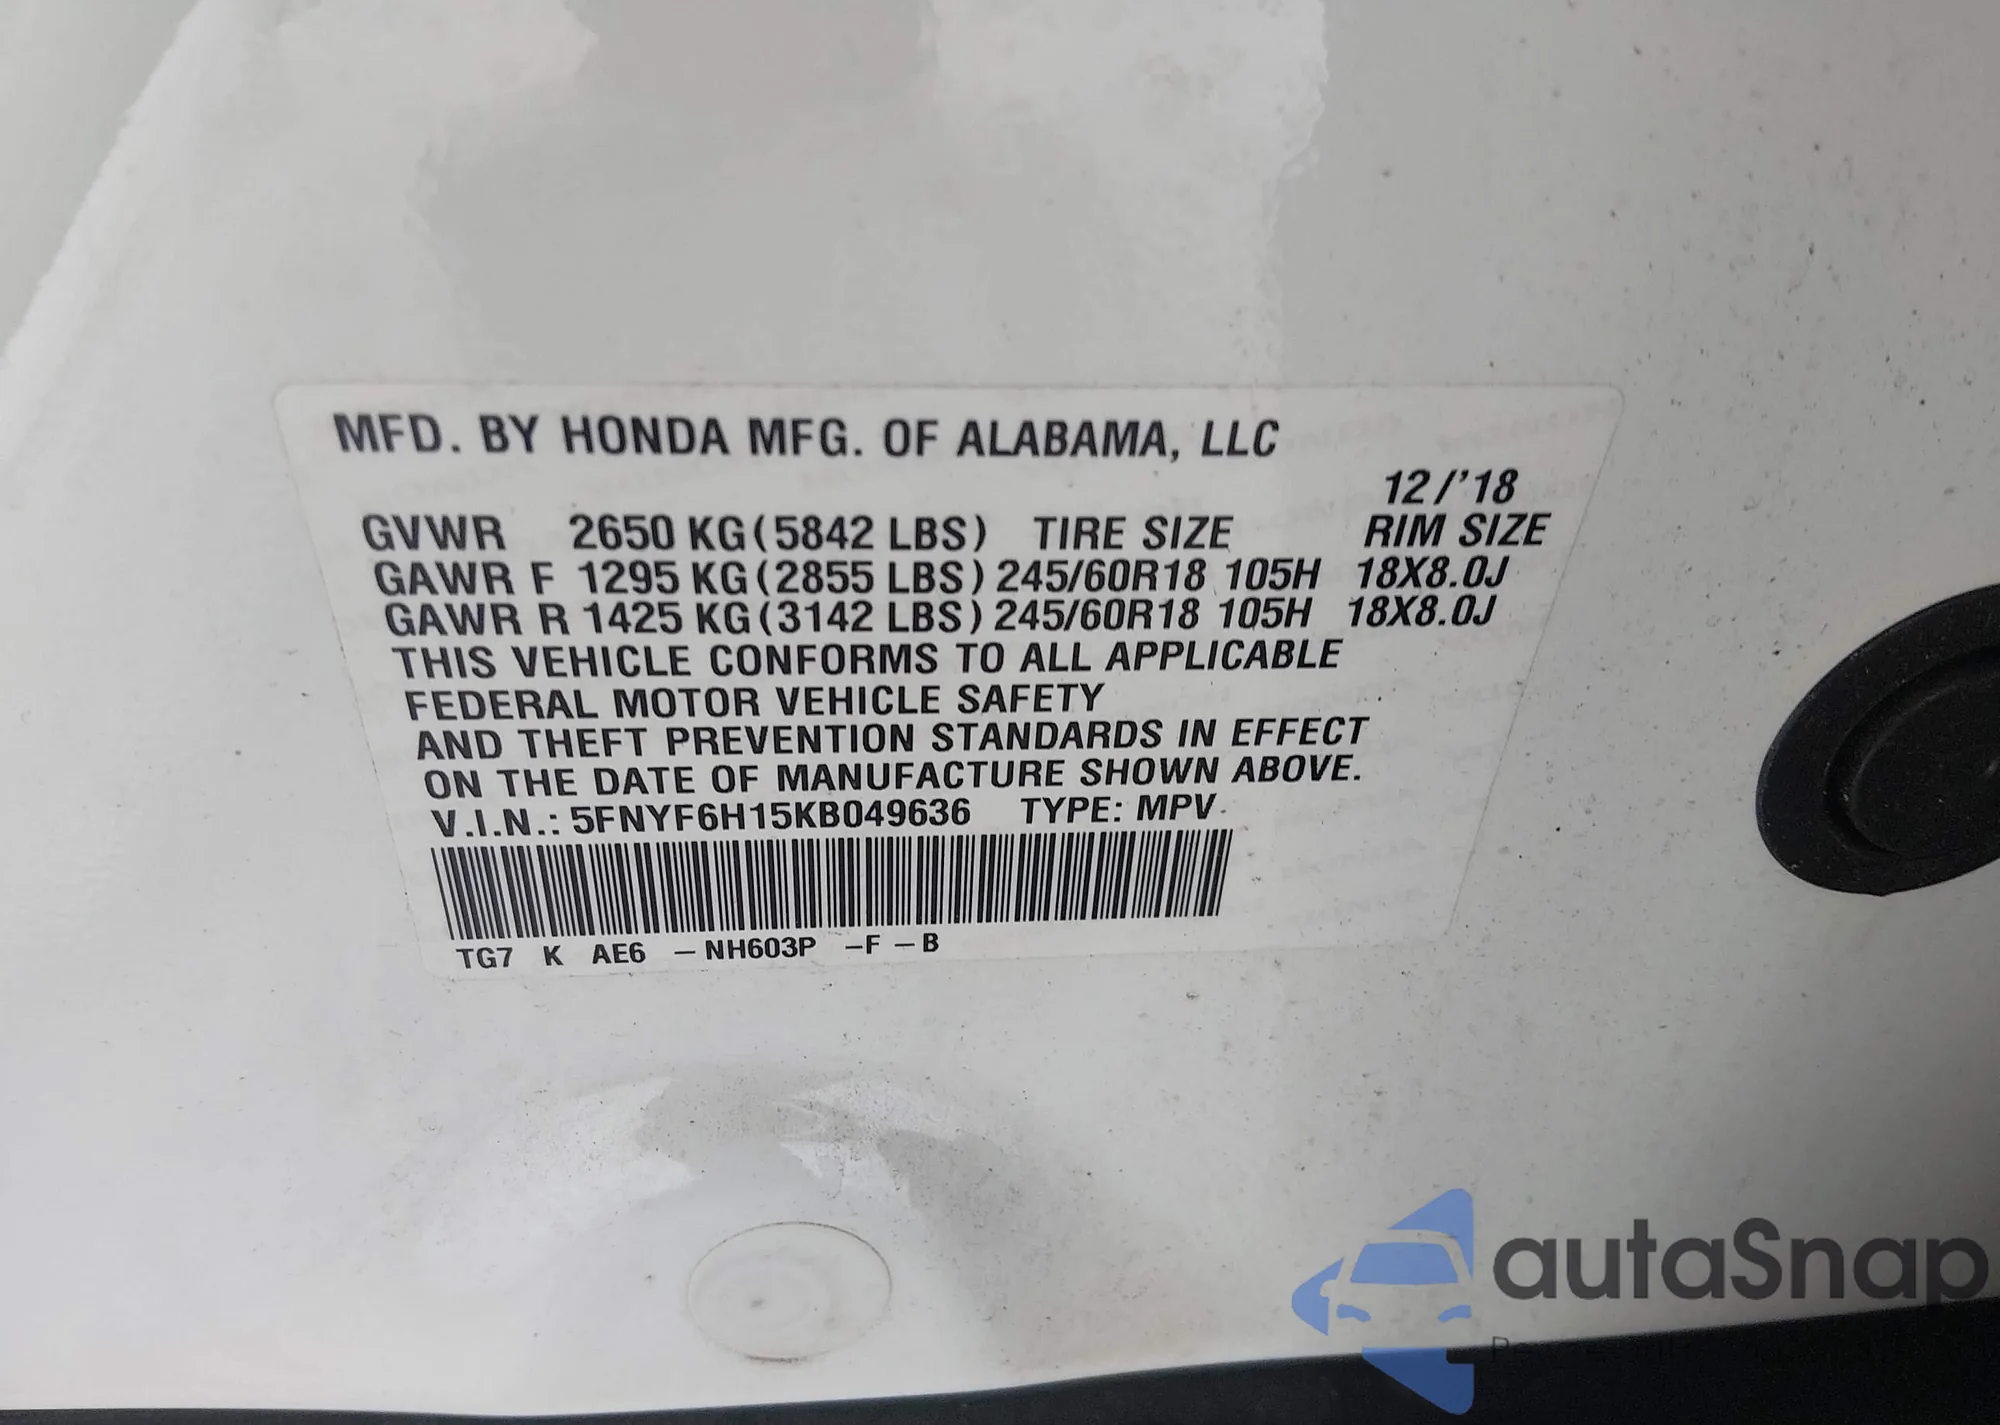 MFD. BY HONDA MFG. OF ALABAMA, LLC
12/'18
GVWR 2650 KG (5842 LBS) TIRE SIZE RIM SIZE
GAWR F 1295 KG (2855 LBS) 245/60R18 105H 18X8.0J
GAWR R 1425 KG (3142 LBS) 245/60R18 105H 18X8.0J
THIS VEHICLE CONFORMS TO ALL APPLICABLE
FEDERAL MOTOR VEHICLE SAFETY
AND THEFT PREVENTION STANDARDS IN EFFECT
ON THE DATE OF MANUFACTURE SHOWN ABOVE.
V.I.N.: 5FNYF6H15KB049636 TYPE: MPV
TG7 K AE6 – NH603P –F – B
autaSnap